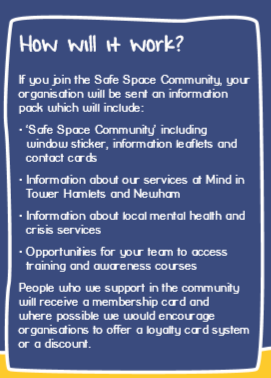 How will it work?
If you join the Safe Space Community, your
organisation will be sent an information
pack which will include:
• 'Safe Space Community' including
window sticker, information leaflets and
contact cards
• Information about our services at Mind in
Tower Hamlets and Newham
• Information about local mental health and
crisis services
• Opportunities for your team to access
training and awareness courses
People who we support in the community
will receive a membership card and
where possible we would encourage
organisations to offer a loyalty card system
or a discount.